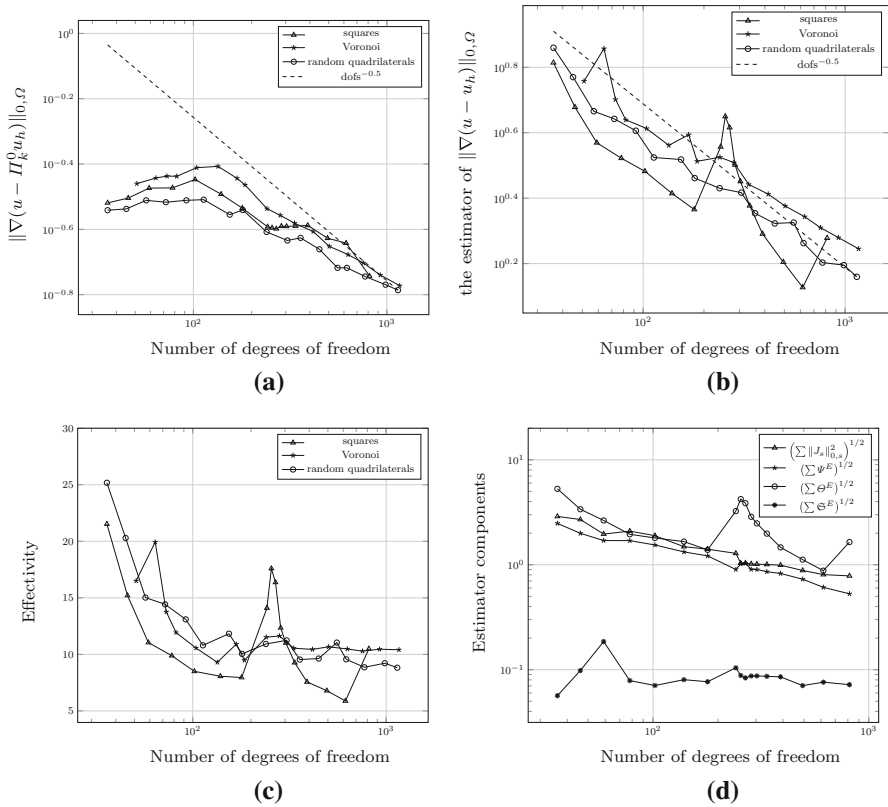 squares
Voronoi
random quadrilaterals
dofs^−0.5
10^0
10^−0.2
10^−0.4
10^−0.6
10^−0.8
‖∇(u − Π_k^0 u_h)‖_{0,Ω}
10^2
10^3
Number of degrees of freedom
(a)
squares
Voronoi
random quadrilaterals
dofs^−0.5
10^0.8
10^0.6
10^0.4
10^0.2
the estimator of ‖∇(u − u_h)‖_{0,Ω}
10^2
10^3
Number of degrees of freedom
(b)
squares
Voronoi
random quadrilaterals
30
25
20
15
10
5
Effectivity
10^2
10^3
Number of degrees of freedom
(c)
(∑ ‖J_s‖²_{0,s})^{1/2}
(∑ Ψ^E)^{1/2}
(∑ Θ^E)^{1/2}
(∑ 𝔖^E)^{1/2}
10^1
10^0
10^−1
Estimator components
10^2
10^3
Number of degrees of freedom
(d)